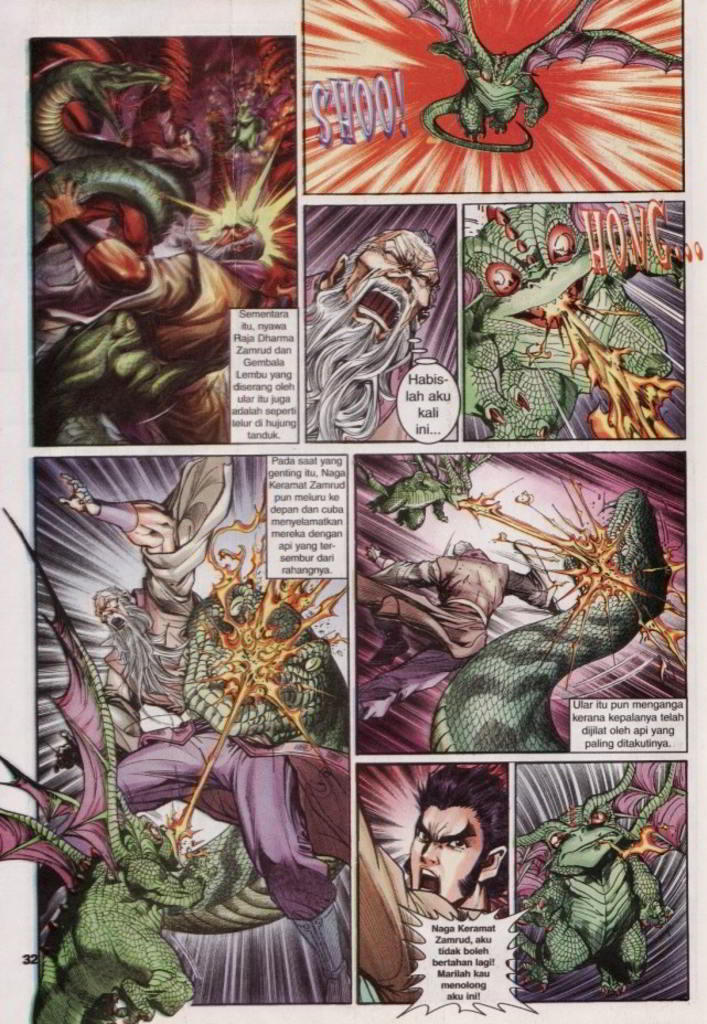 Sementara
itu, nyawa
Raja Dharma
Zamrud dan
Gembala
Lembu yang
diserang oleh
ular itu juga
adalah seperti
telur di hujung
tanduk.
SHOO!
Habis-
lah aku
kali
ini...
HONG...
Pada saat yang
genting itu, Naga
Keramat Zamrud
pun meluru ke
depan dan cuba
menyelamatkan
mereka dengan
api yang ter-
sembur dari
rahangnya.
Ular itu pun menganga
kerana kepalanya telah
dijilat oleh api yang
paling ditakutinya.
Naga Keramat
Zamrud, aku
tidak boleh
bertahan lagi!
Marilah kau
menolong
aku ini!
32